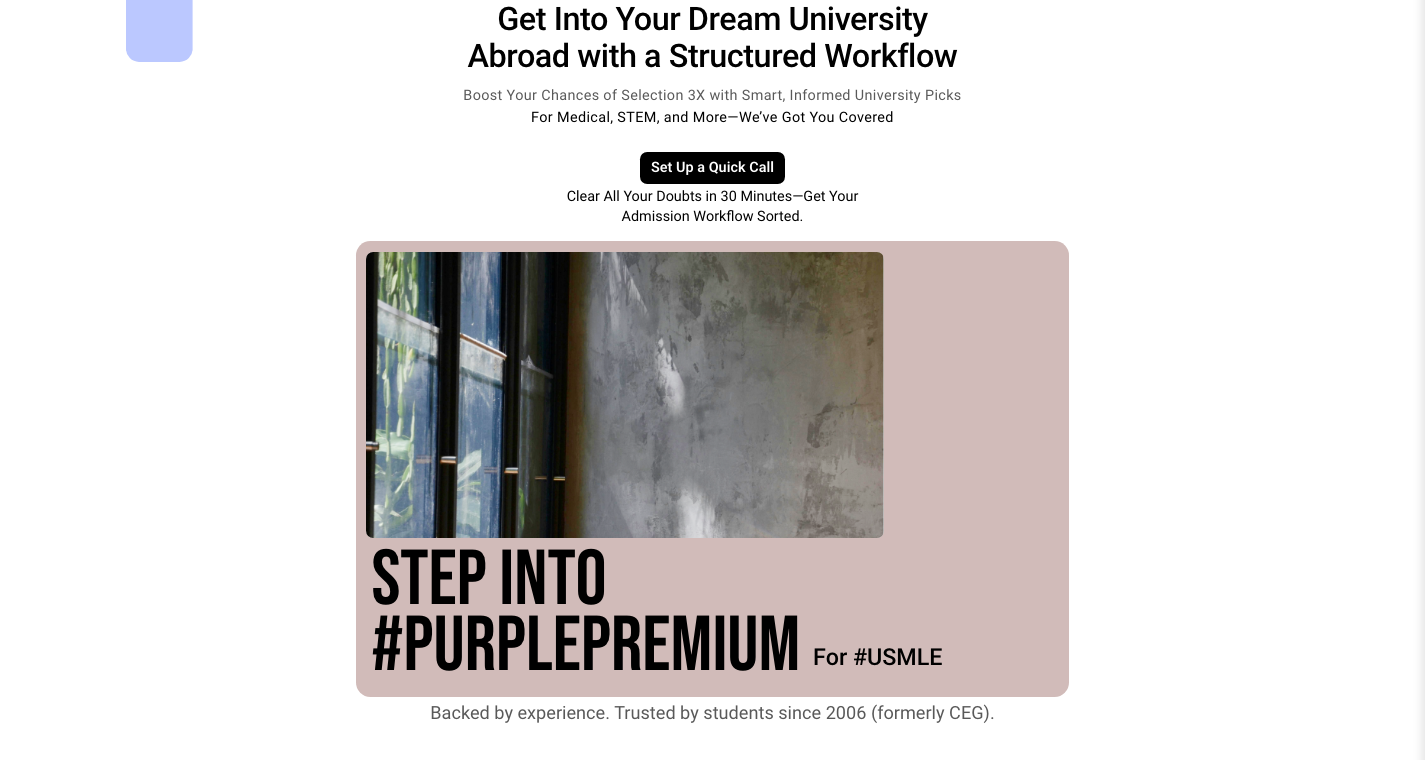 Get Into Your Dream University
Abroad with a Structured Workflow
Boost Your Chances of Selection 3X with Smart, Informed University Picks
For Medical, STEM, and More—We’ve Got You Covered
Set Up a Quick Call
Clear All Your Doubts in 30 Minutes—Get Your
Admission Workflow Sorted.
STEP INTO
#PURPLEPREMIUM For #USMLE
Backed by experience. Trusted by students since 2006 (formerly CEG).